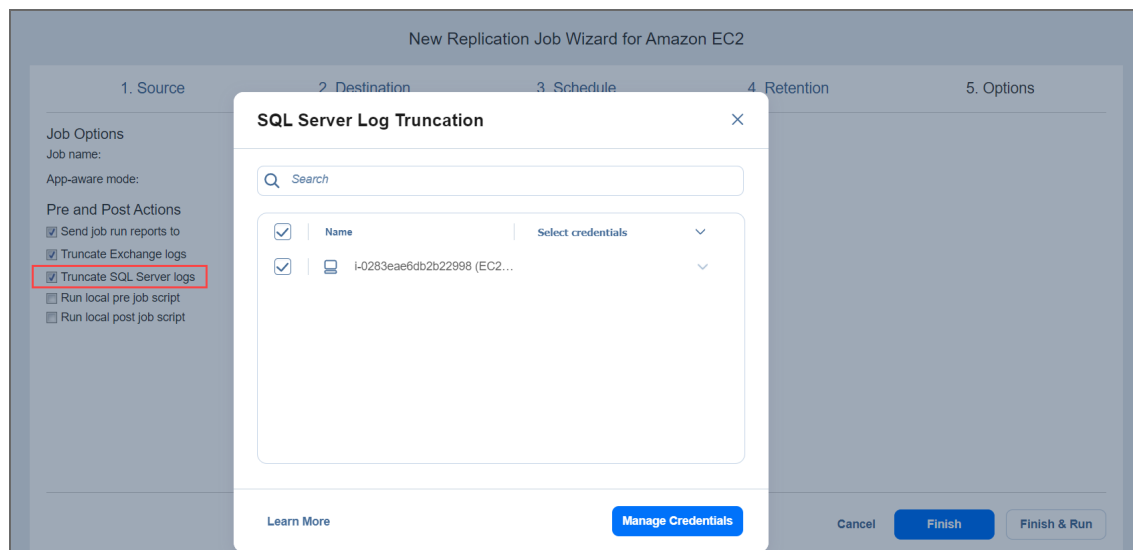 New Replication Job Wizard for Amazon EC2
1. Source
2. Destination
3. Schedule
4. Retention
5. Options
Job Options
Job name:
App-aware mode:
Pre and Post Actions
Send job run reports to
Truncate Exchange logs
Truncate SQL Server logs
Run local pre job script
Run local post job script
SQL Server Log Truncation
Search
Name
Select credentials
i-0283eae6db2b22998 (EC2...
Learn More
Manage Credentials
Cancel
Finish
Finish & Run